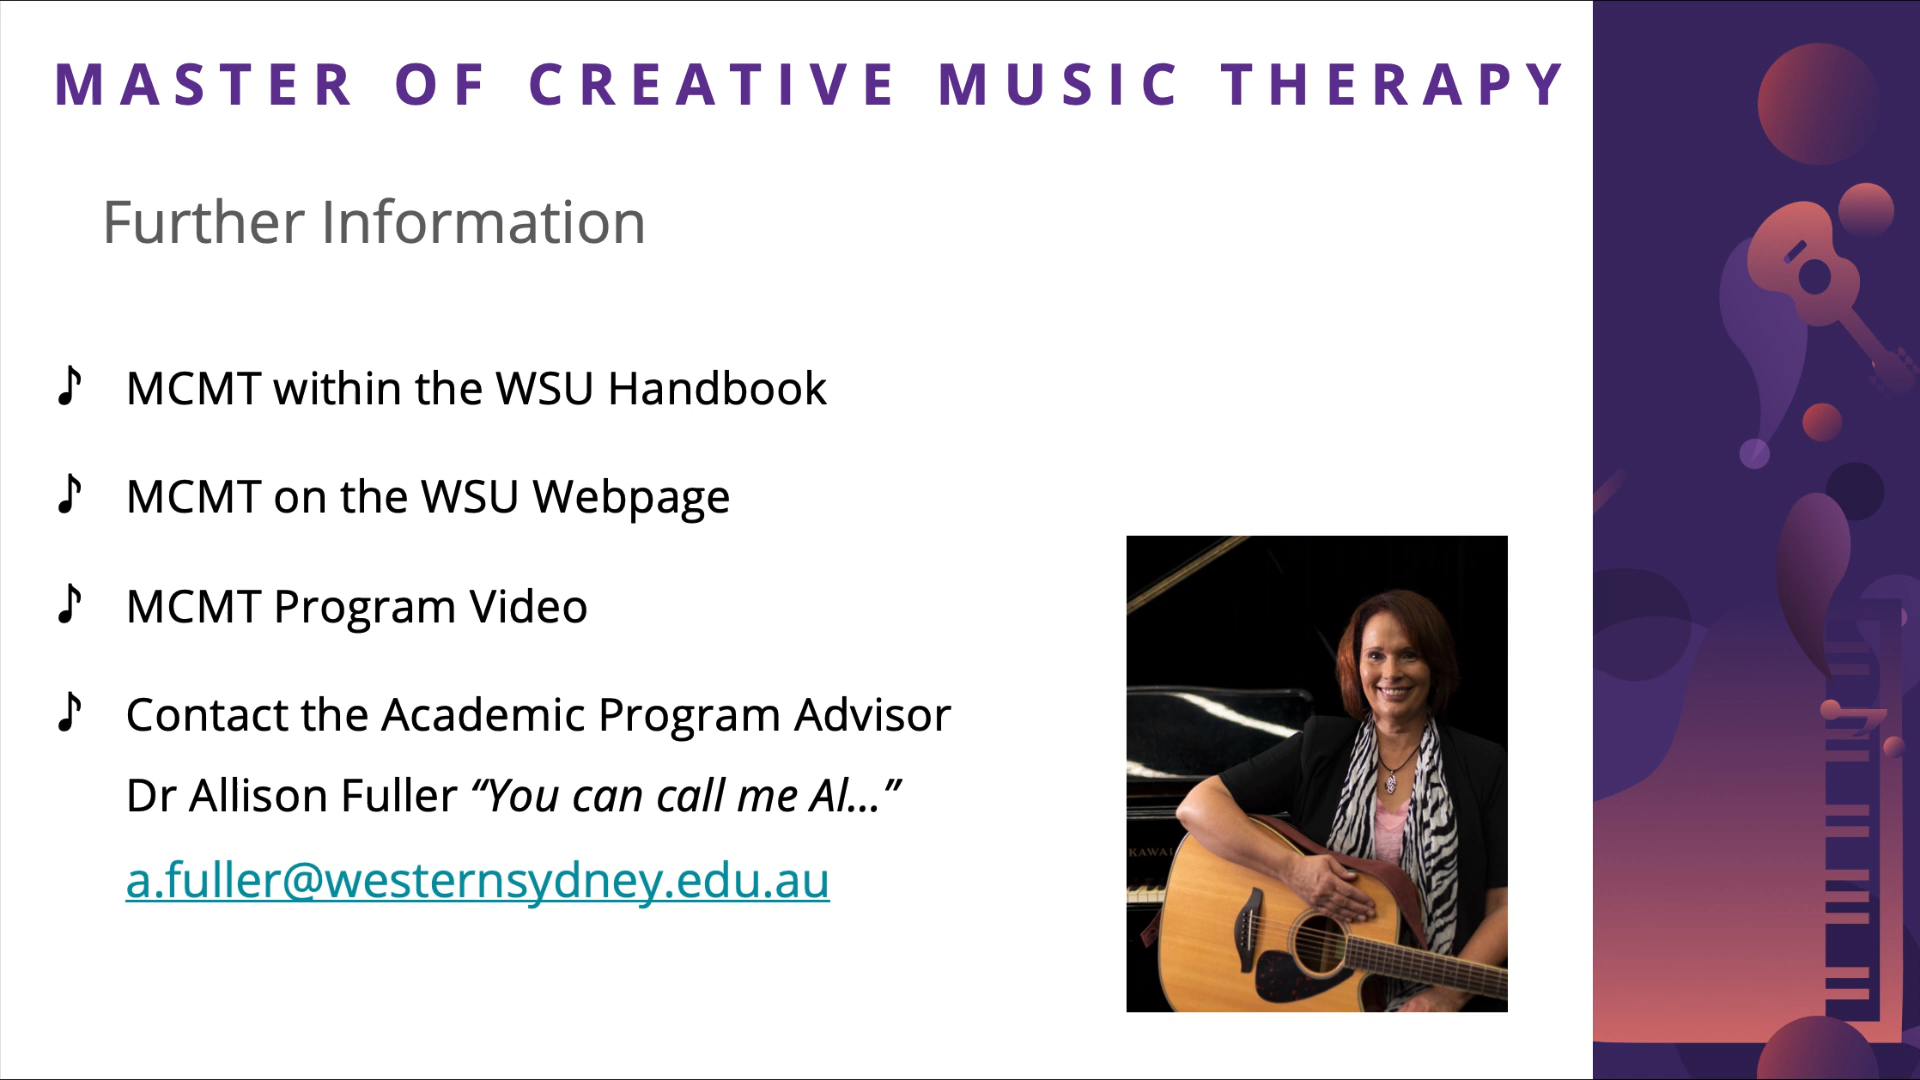 MASTER OF CREATIVE MUSIC THERAPY
Further Information
♪ MCMT within the WSU Handbook
♪ MCMT on the WSU Webpage
♪ MCMT Program Video
♪ Contact the Academic Program Advisor
Dr Allison Fuller “You can call me Al...”
a.fuller@westernsydney.edu.au
KAWAI